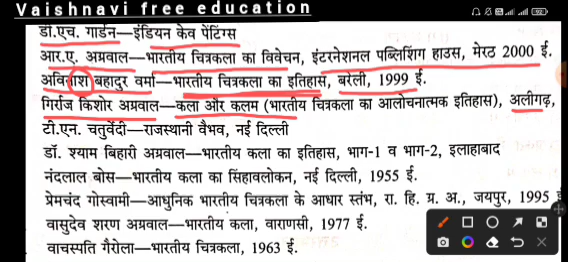 Vaishnavi free education
डी.एच. गार्डन—इंडियन केव पेंटिंग्स
आर.ए. अग्रवाल—भारतीय चित्रकला का विवेचन, इंटरनेशनल पब्लिशिंग हाउस, मेरठ 2000 ई.
अविनाश बहादुर वर्मा—भारतीय चित्रकला का इतिहास, बरेली, 1999 ई.
गिर्राज किशोर अग्रवाल—कला और कलम (भारतीय चित्रकला का आलोचनात्मक इतिहास), अलीगढ़,
टी.एन. चतुर्वेदी—राजस्थानी वैभव, नई दिल्ली
डॉ. श्याम बिहारी अग्रवाल—भारतीय कला का इतिहास, भाग-1 व भाग-2, इलाहाबाद
नंदलाल बोस—भारतीय कला का सिंहावलोकन, नई दिल्ली, 1955 ई.
प्रेमचंद गोस्वामी—आधुनिक भारतीय चित्रकला के आधार स्तंभ, रा. हि. ग्र. अ., जयपुर, 1995
वासुदेव शरण अग्रवाल—भारतीय कला, वाराणसी, 1977 ई.
वाचस्पति गैरोला—भारतीय चित्रकला, 1963 ई.